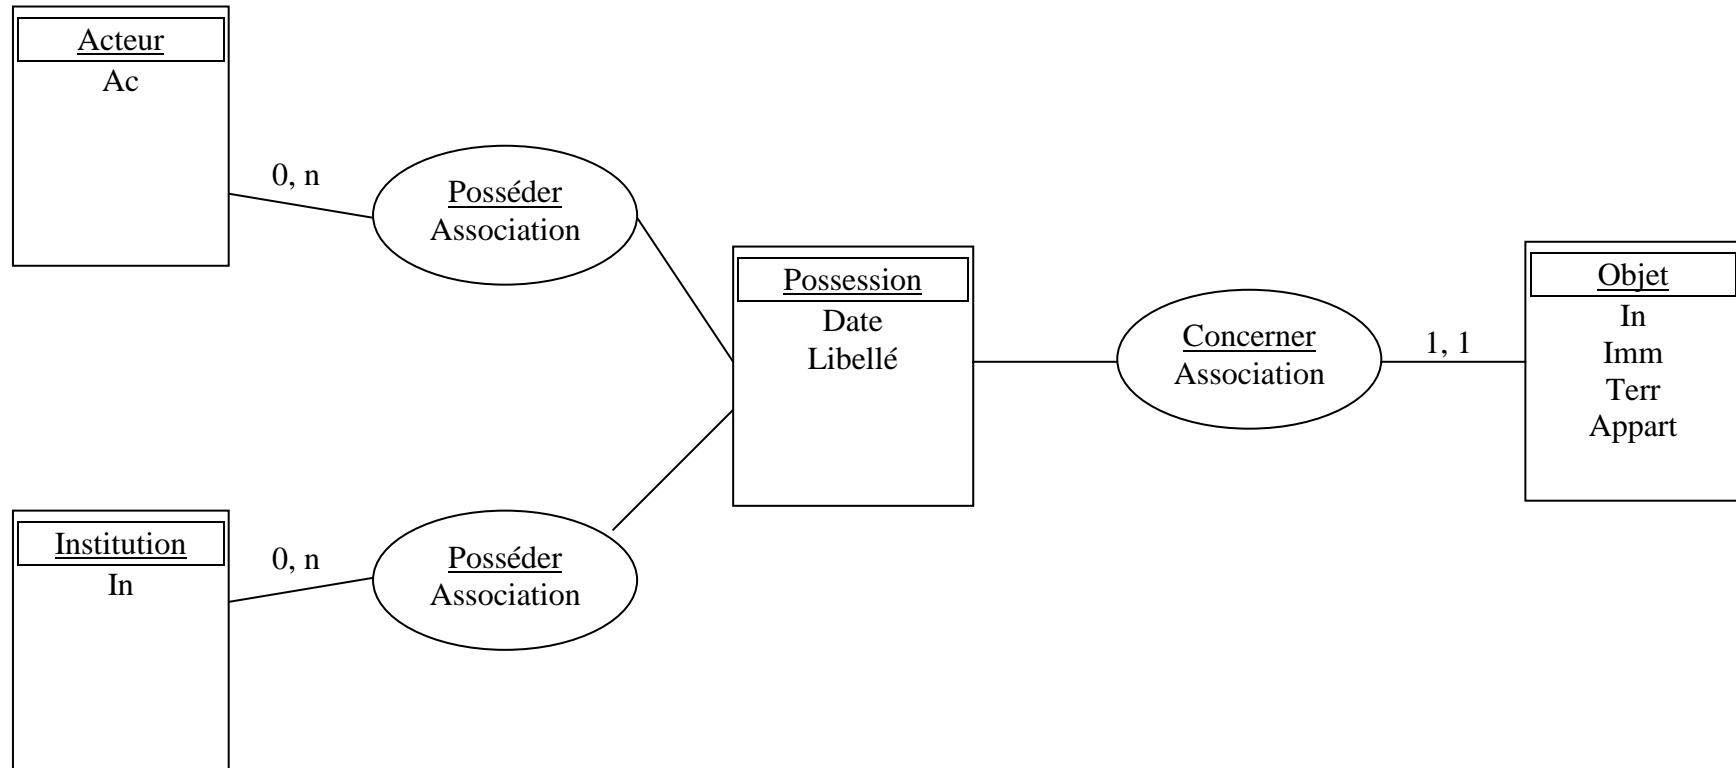 Acteur
Ac
0, n
Posséder
Association
Possession
Date
Libellé
Concerner
Association
1, 1
Objet
In
Imm
Terr
Appart
Institution
In
0, n
Posséder
Association